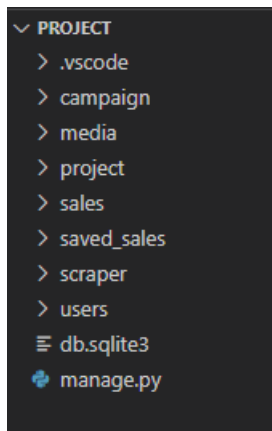 PROJECT
.vscode
campaign
media
project
sales
saved_sales
scraper
users
db.sqlite3
manage.py